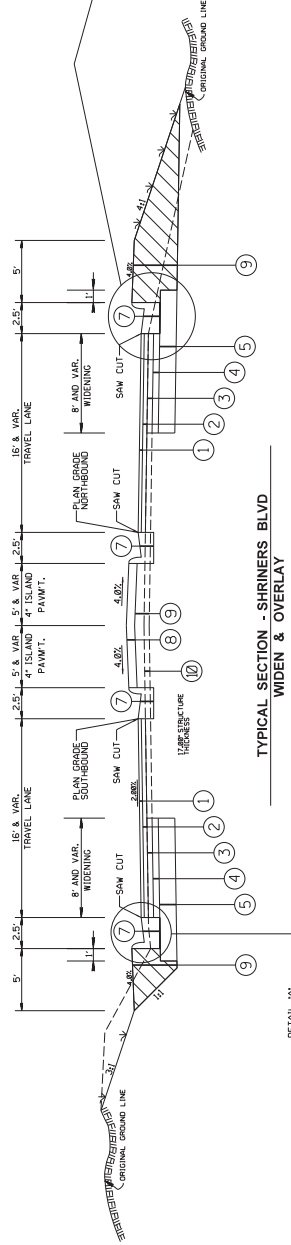 5'
1'
2.5'
16' & VAR.
TRAVEL LANE
8' AND VAR.
WIDENING
2.5'
5' & VAR
4" ISLAND
PAVM'T.
5' & VAR
4" ISLAND
PAVM'T.
2.5'
16' & VAR.
TRAVEL LANE
8' AND VAR.
WIDENING
2.5'
1'
5'
PLAN GRADE
SOUTHBOUND
PLAN GRADE
NORTHBOUND
SAW CUT
SAW CUT
SAW CUT
SAW CUT
ORIGINAL GROUND LINE
ORIGINAL GROUND LINE
3:1
4.0%
1:1
2.00%
4.0%
4.0%
4.0%
4:1
17.00" STRUCTURE
THICKNESS
7
7
7
7
9
5
4
3
2
1
10
8
9
1
2
3
4
5
9
TYPICAL SECTION - SHRINERS BLVD
WIDEN & OVERLAY